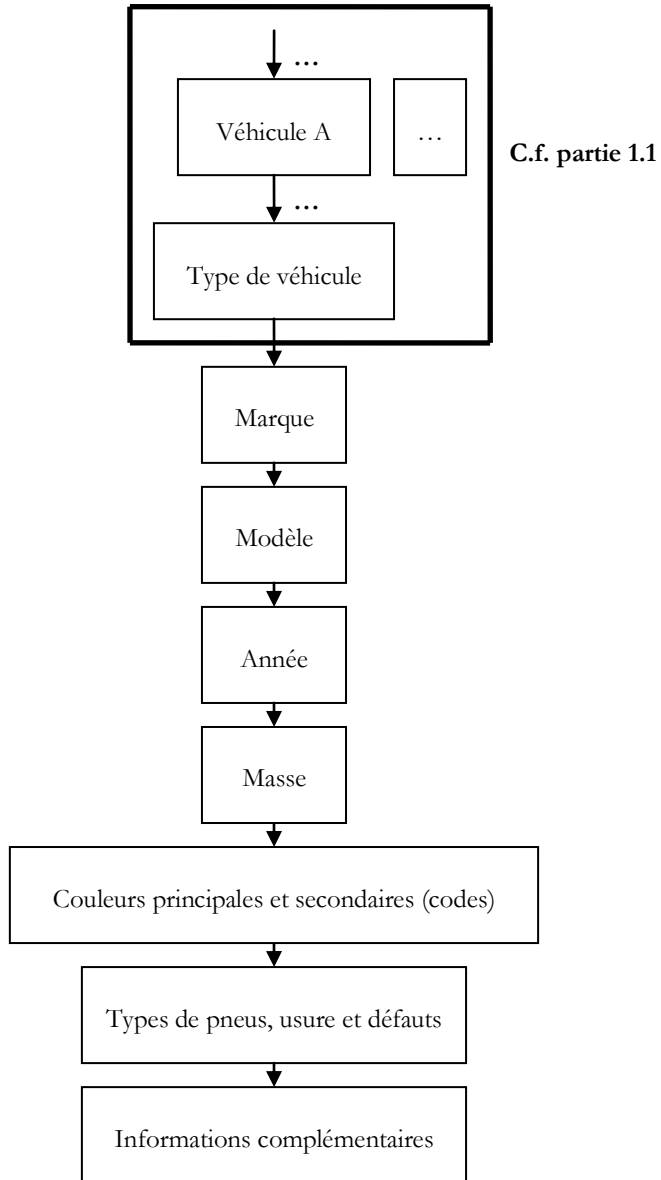 …
Véhicule A
…
C.f. partie 1.1
…
Type de véhicule
Marque
Modèle
Année
Masse
Couleurs principales et secondaires (codes)
Types de pneus, usure et défauts
Informations complémentaires